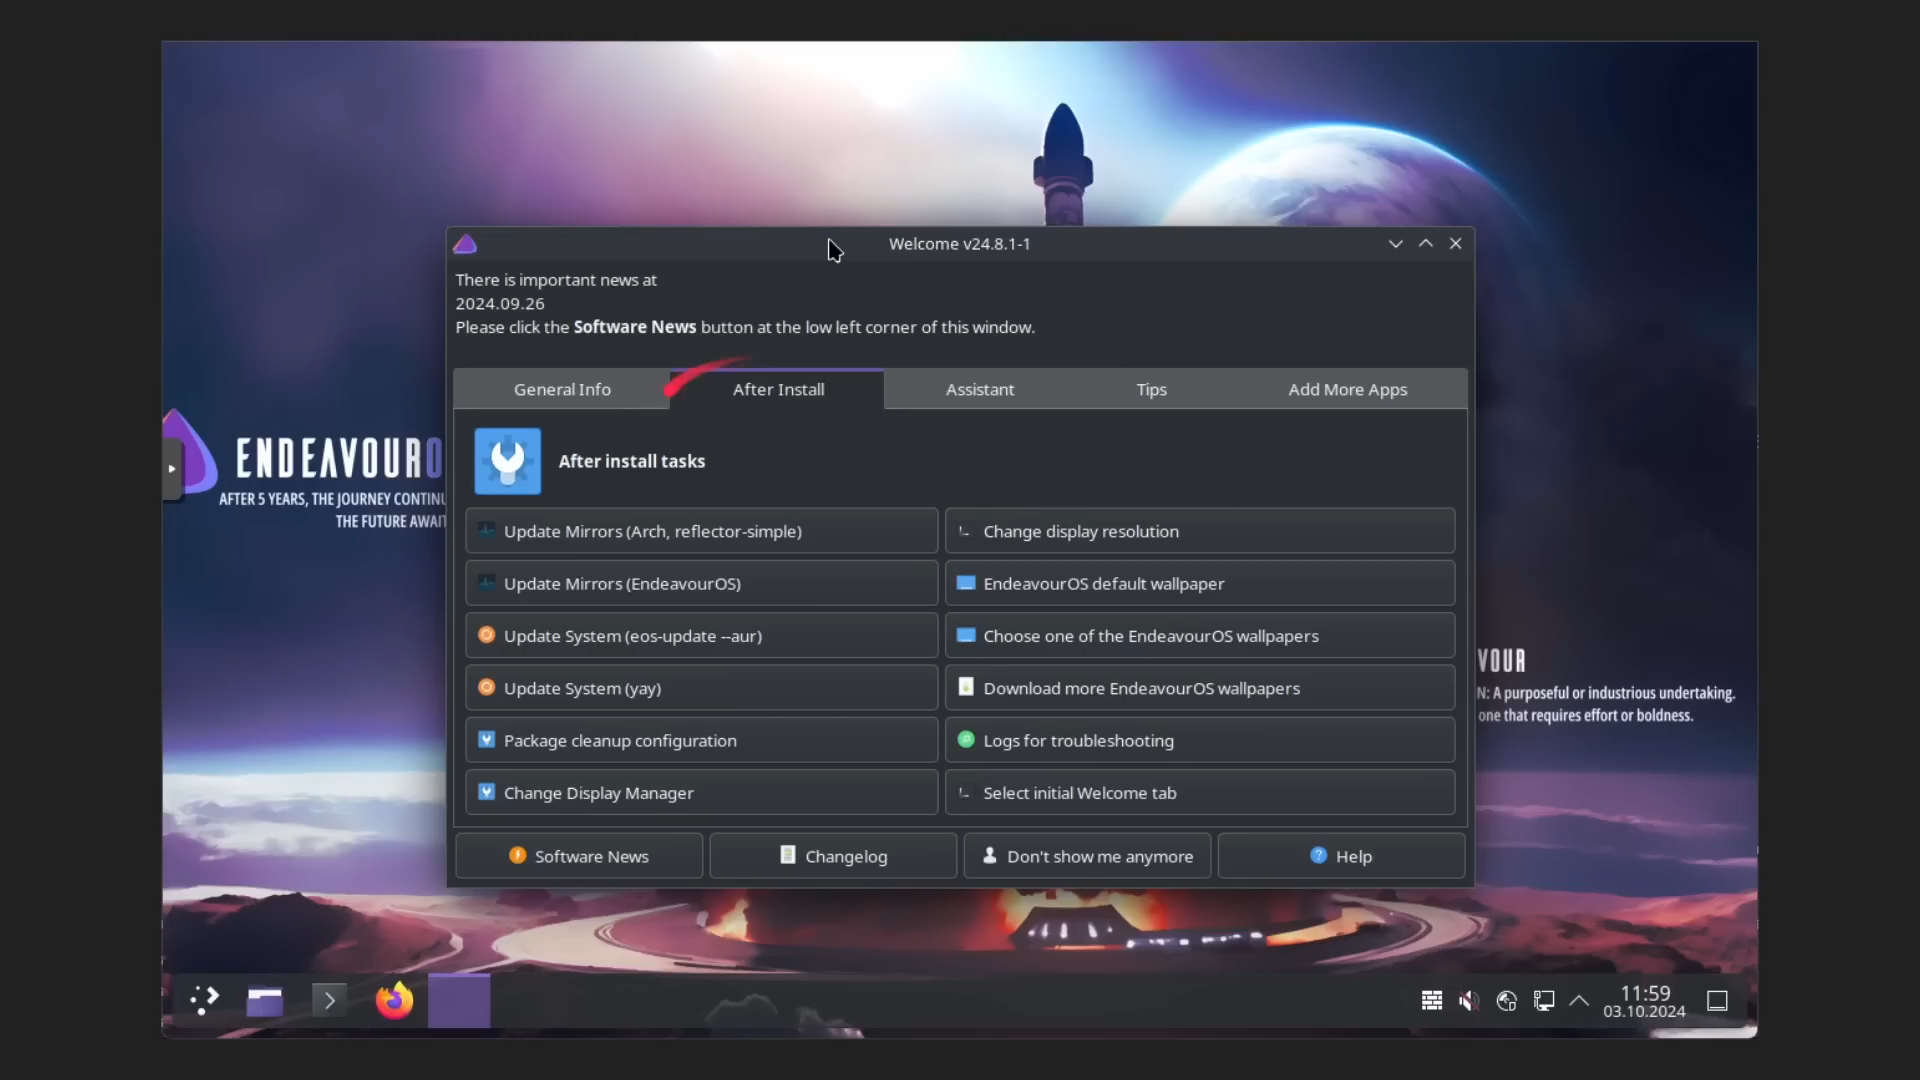 Welcome v24.8.1-1
There is important news at
2024.09.26
Please click the Software News button at the low left corner of this window.
General Info
After Install
Assistant
Tips
Add More Apps
After install tasks
Update Mirrors (Arch, reflector-simple)
Change display resolution
Update Mirrors (EndeavourOS)
EndeavourOS default wallpaper
Update System (eos-update --aur)
Choose one of the EndeavourOS wallpapers
Update System (yay)
Download more EndeavourOS wallpapers
Package cleanup configuration
Logs for troubleshooting
Change Display Manager
Select initial Welcome tab
Software News
Changelog
Don't show me anymore
Help
ENDEAVOURO
AFTER 5 YEARS, THE JOURNEY CONTINU
THE FUTURE AWAIT
VOUR
N: A purposeful or industrious undertaking.
one that requires effort or boldness.
11:59
03.10.2024